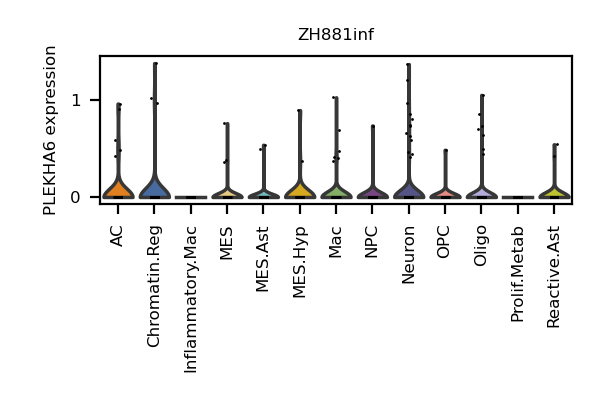 ZH881inf
PLEKHA6 expression
1
0
AC
Chromatin.Reg
Inflammatory.Mac
MES
MES.Ast
MES.Hyp
Mac
NPC
Neuron
OPC
Oligo
Prolif.Metab
Reactive.Ast